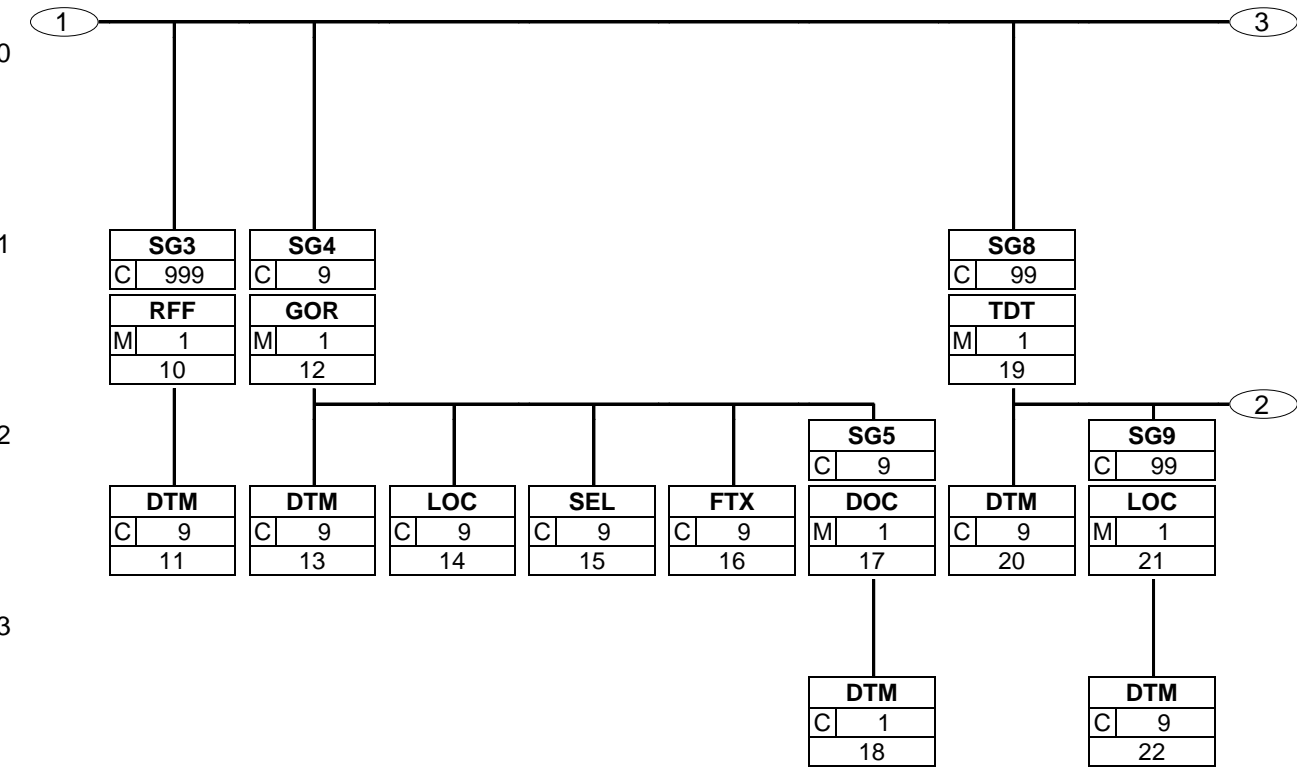 1 3
0
1
SG3 SG4 SG8
C 999 C 9 C 99
RFF GOR TDT
M 1 M 1 M 1
10 12 19
2
2
SG5 SG9
C 9 C 99
DTM DTM LOC SEL FTX DOC DTM LOC
C 9 C 9 C 9 C 9 C 9 M 1 C 9 M 1
11 13 14 15 16 17 20 21
3
DTM DTM
C 1 C 9
18 22